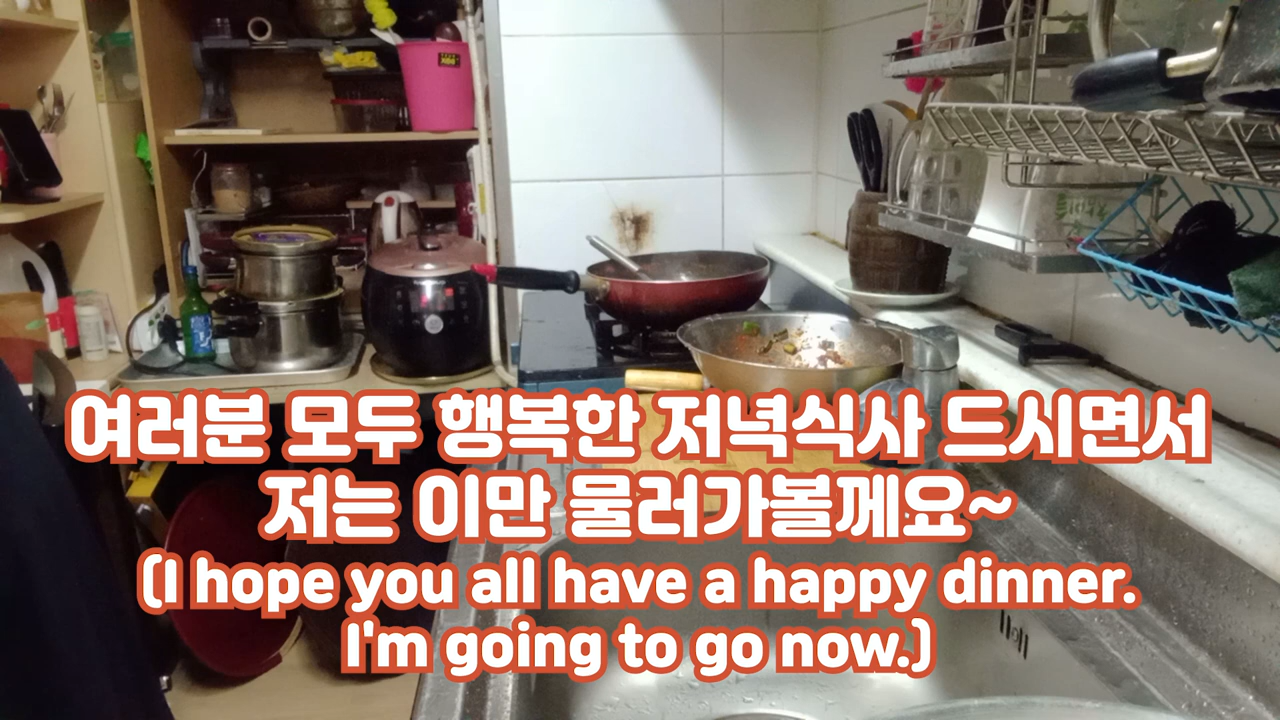 여러분 모두 행복한 저녁식사 드시면서
저는 이만 물러가볼께요~
(I hope you all have a happy dinner.
I'm going to go now.)